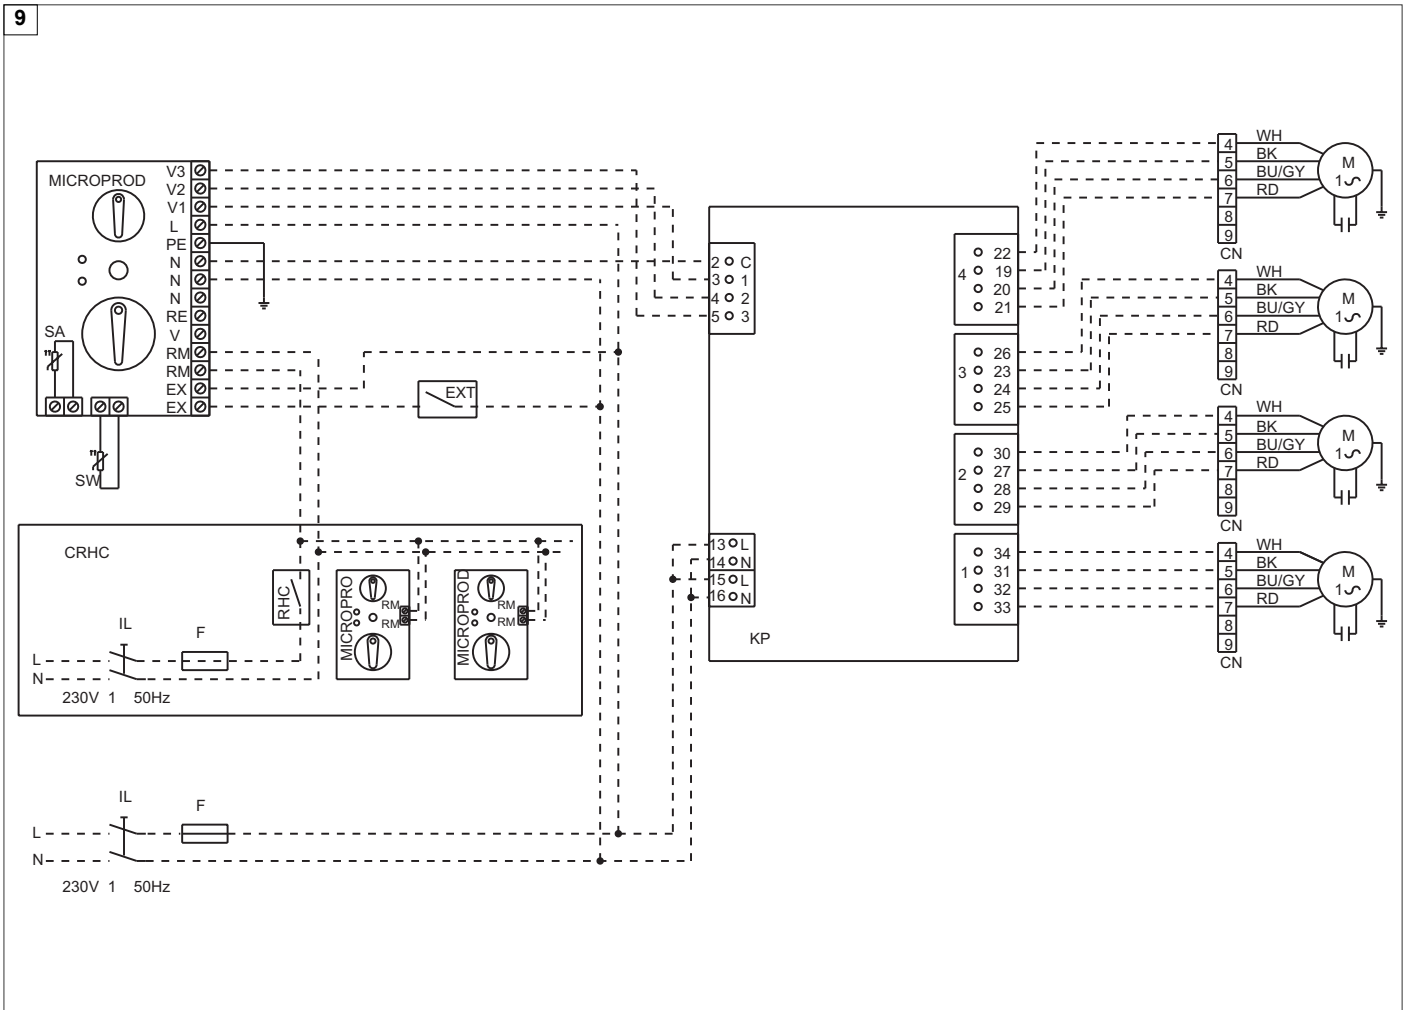 9
MICROPROD
V3
V2
V1
L
PE
N
N
N
RE
V
RM
RM
EX
EX
SA
SW
EXT
2 C
3 1
4 2
5 3
13 L
14 N
15 L
16 N
KP
4
22
19
20
21
3
26
23
24
25
2
30
27
28
29
1
34
31
32
33
4 WH
5 BK
6 BU/GY
7 RD
8
9
CN
M
1
4 WH
5 BK
6 BU/GY
7 RD
8
9
CN
M
1
4 WH
5 BK
6 BU/GY
7 RD
8
9
CN
M
1
4 WH
5 BK
6 BU/GY
7 RD
8
9
CN
M
1
CRHC
RHC
MICROPRO
RM
RM
MICROPROD
RM
RM
IL
F
L
N
230V 1 50Hz
IL
F
L
N
230V 1 50Hz